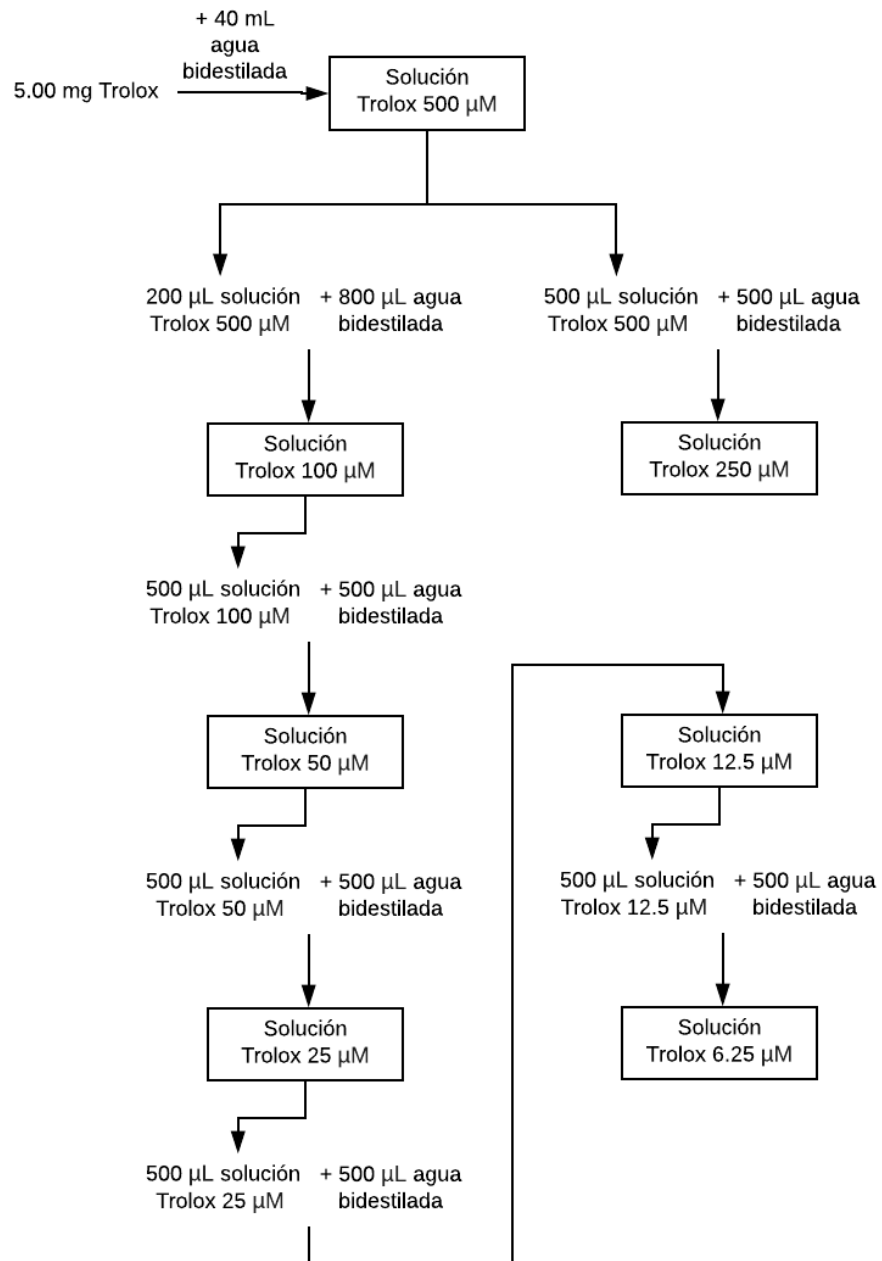 + 40 mL
agua
bidestilada
5.00 mg Trolox
Solución
Trolox 500 µM
200 µL solución + 800 µL agua
Trolox 500 µM bidestilada
500 µL solución + 500 µL agua
Trolox 500 µM bidestilada
Solución
Trolox 100 µM
Solución
Trolox 250 µM
500 µL solución + 500 µL agua
Trolox 100 µM bidestilada
Solución
Trolox 50 µM
500 µL solución + 500 µL agua
Trolox 50 µM bidestilada
Solución
Trolox 25 µM
500 µL solución + 500 µL agua
Trolox 25 µM bidestilada
Solución
Trolox 12.5 µM
500 µL solución + 500 µL agua
Trolox 12.5 µM bidestilada
Solución
Trolox 6.25 µM